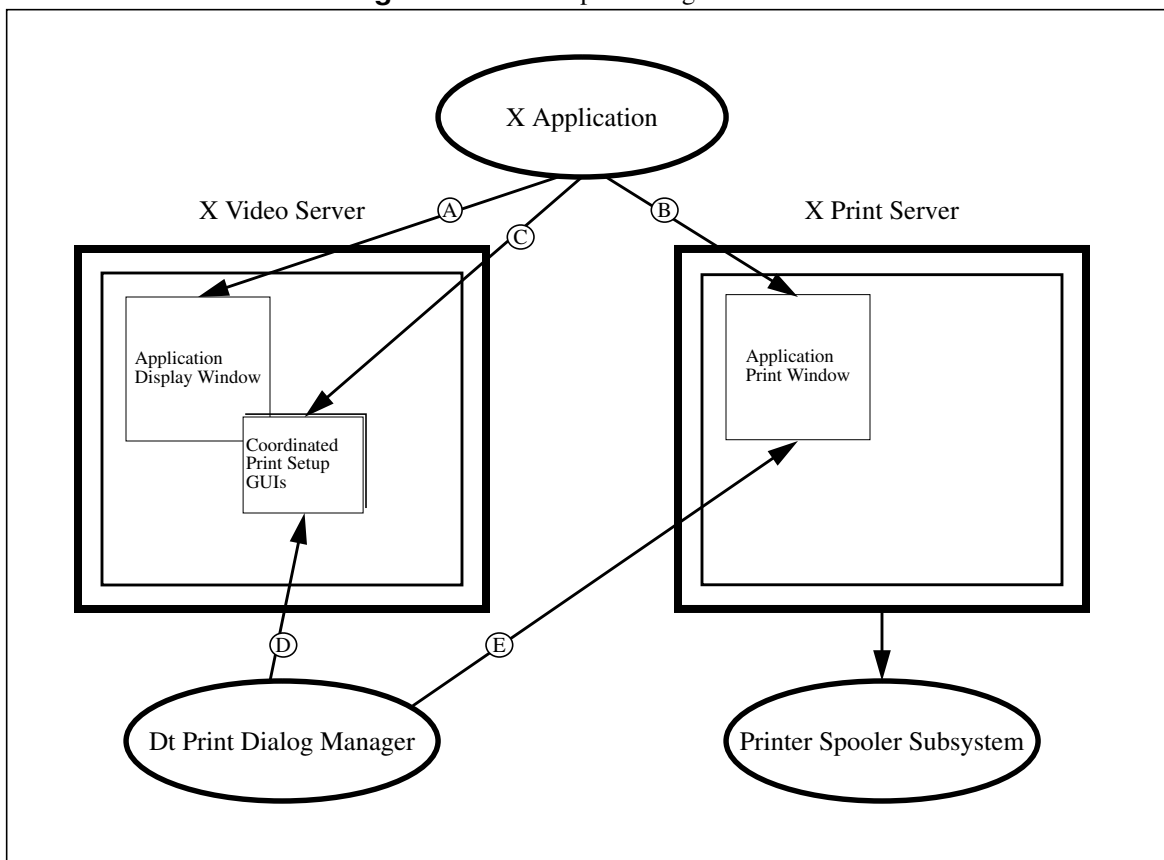 X Application
X Video Server
A
B
X Print Server
C
Application
Display Window
Application
Print Window
Coordinated
Print Setup
GUIs
D
E
Dt Print Dialog Manager
Printer Spooler Subsystem